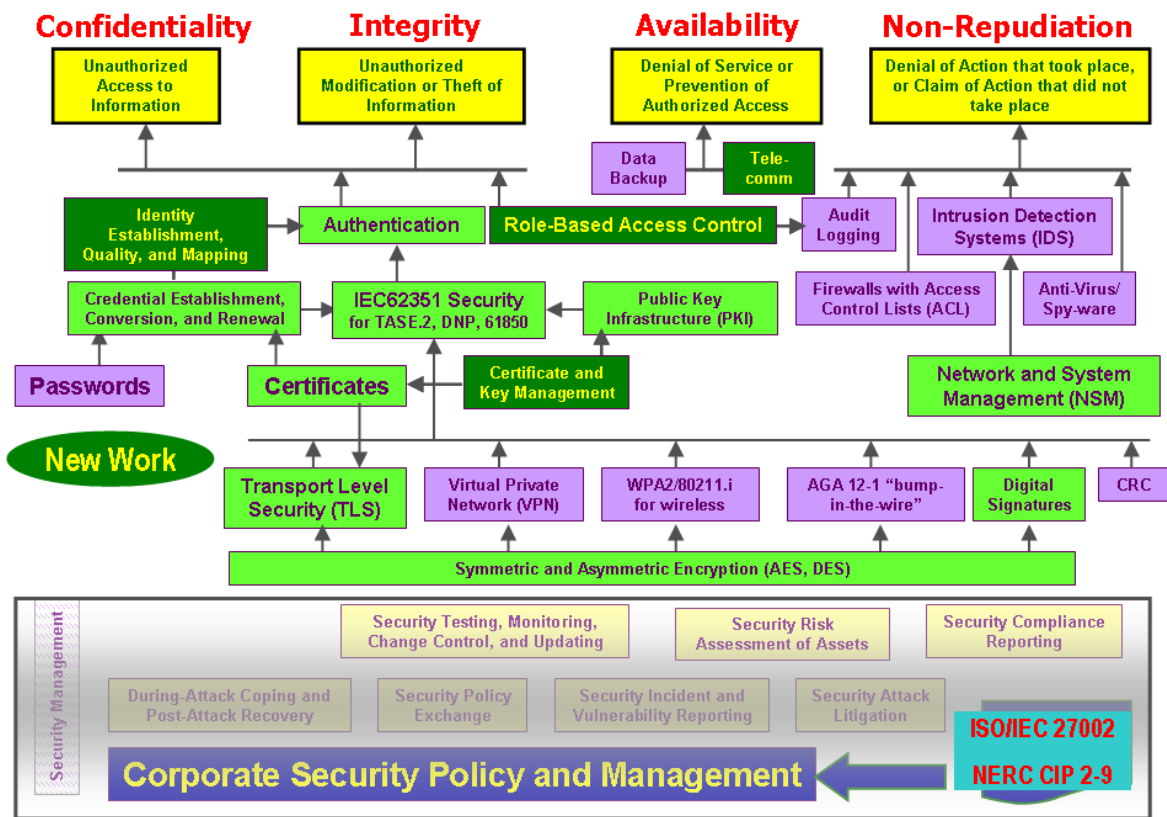 Confidentiality
Integrity
Availability
Non-Repudiation
Unauthorized
Access to
Information
Unauthorized
Modification or Theft of
Information
Denial of Service or
Prevention of
Authorized Access
Denial of Action that took place,
or Claim of Action that did not
take place
Data
Backup
Tele-
comm
Identity
Establishment,
Quality, and Mapping
Authentication
Role-Based Access Control
Audit
Logging
Intrusion Detection
Systems (IDS)
Credential Establishment,
Conversion, and Renewal
IEC62351 Security
for TASE.2, DNP, 61850
Public Key
Infrastructure (PKI)
Firewalls with Access
Control Lists (ACL)
Anti-Virus/
Spy-ware
Passwords
Certificates
Certificate and
Key Management
Network and System
Management (NSM)
New Work
Transport Level
Security (TLS)
Virtual Private
Network (VPN)
WPA2/80211.i
for wireless
AGA 12-1 “bump-
in-the-wire”
Digital
Signatures
CRC
Symmetric and Asymmetric Encryption (AES, DES)
Security Management
Security Testing, Monitoring,
Change Control, and Updating
Security Risk
Assessment of Assets
Security Compliance
Reporting
During-Attack Coping and
Post-Attack Recovery
Security Policy
Exchange
Security Incident and
Vulnerability Reporting
Security Attack
Litigation
ISO/IEC 27002
NERC CIP 2-9
Corporate Security Policy and Management